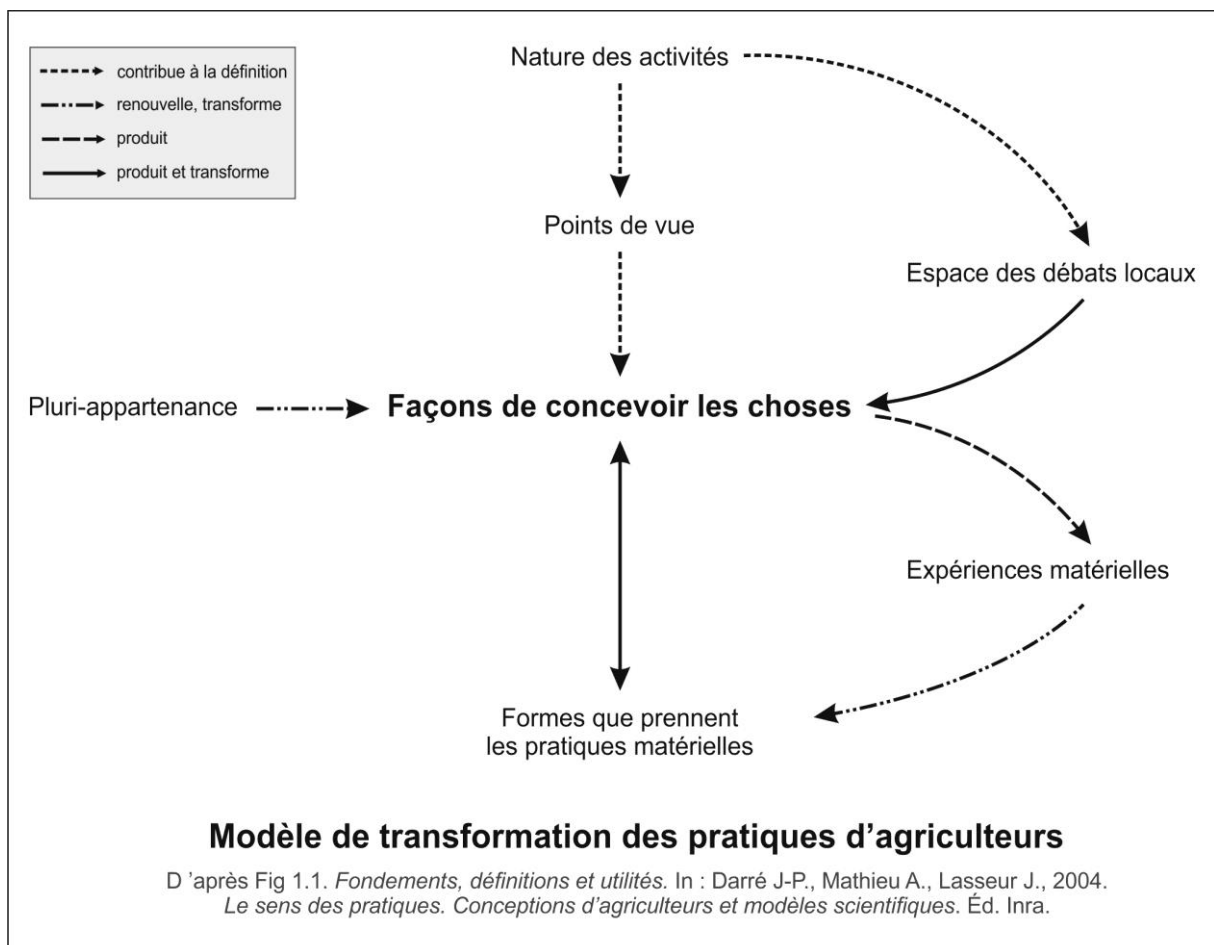 contribue à la définition
renouvelle, transforme
produit
produit et transforme
Nature des activités
Points de vue
Espace des débats locaux
Pluri-appartenance
Façons de concevoir les choses
Expériences matérielles
Formes que prennent
les pratiques matérielles
Modèle de transformation des pratiques d’agriculteurs
D ’après Fig 1.1. Fondements, définitions et utilités. In : Darré J-P., Mathieu A., Lasseur J., 2004.
Le sens des pratiques. Conceptions d’agriculteurs et modèles scientifiques. Éd. Inra.